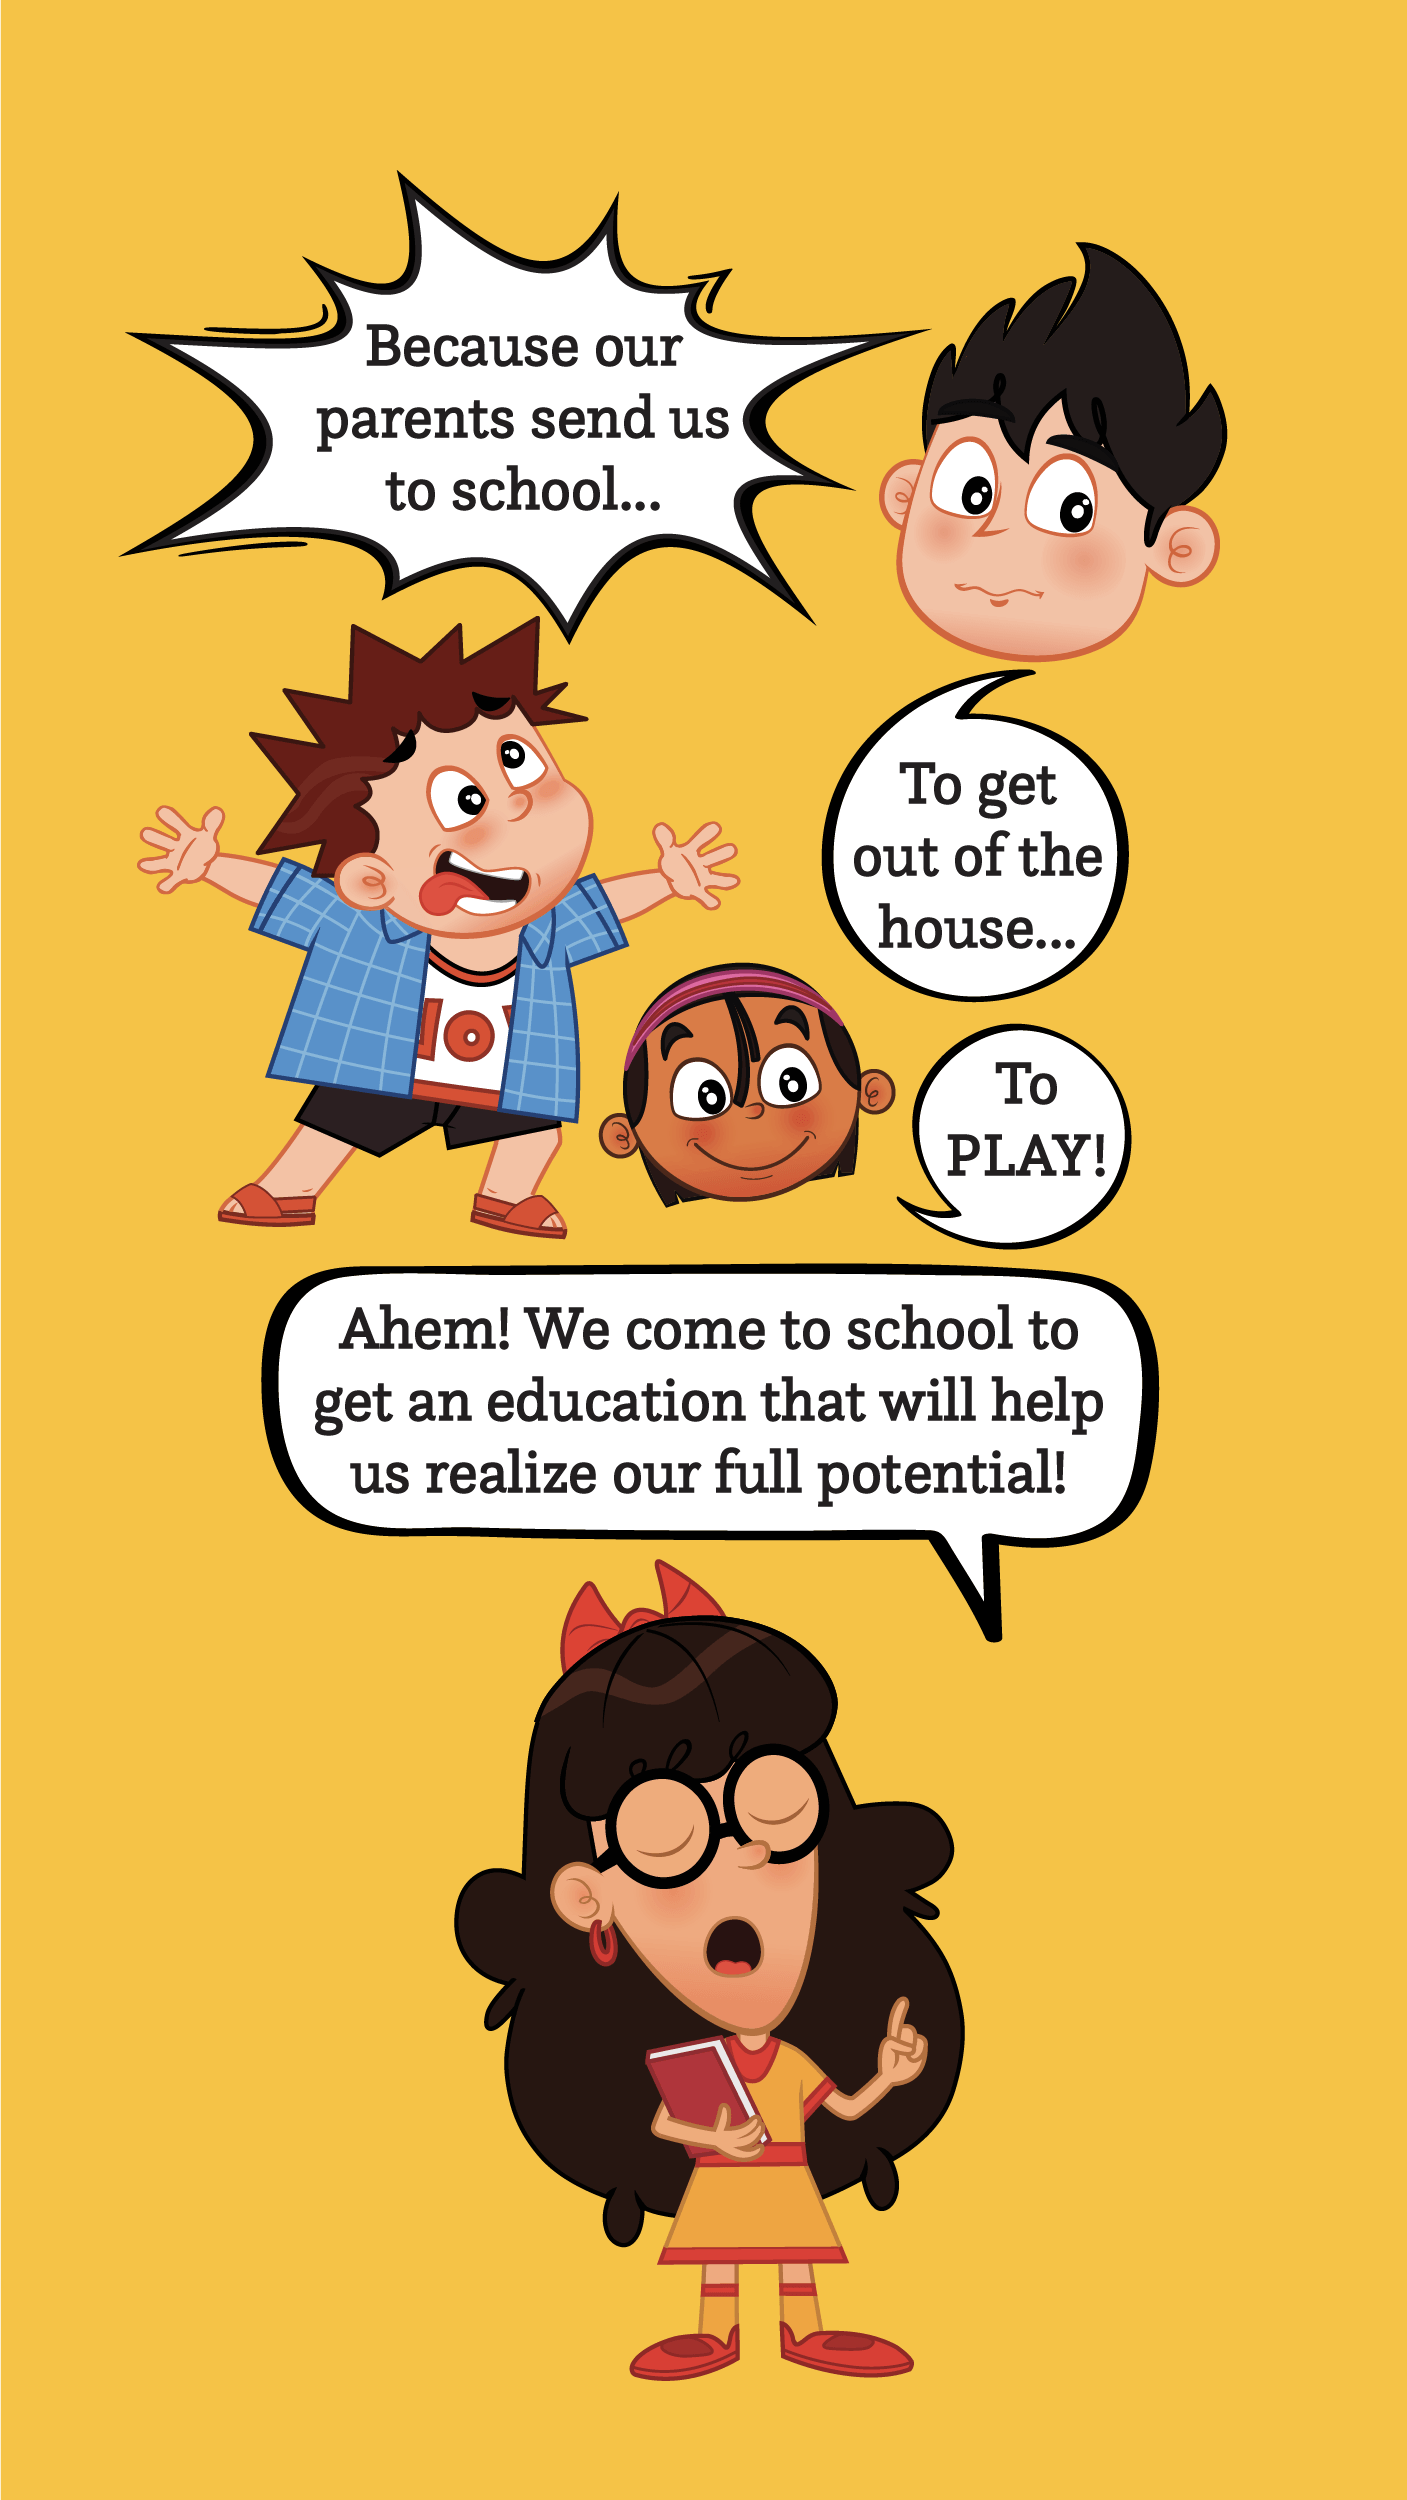 Because our
parents send us
to school...
To get
out of the
house...
To
PLAY!
Ahem! We come to school to
get an education that will help
us realize our full potential!